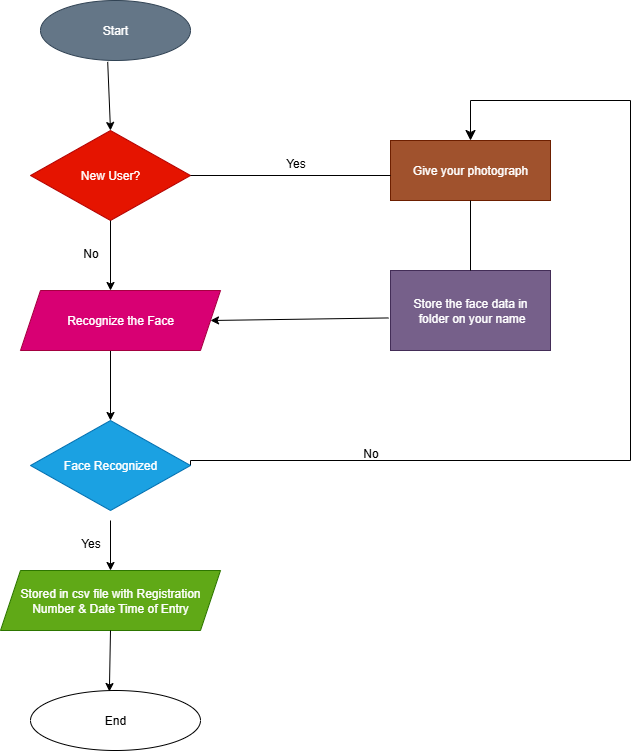 Start
New User?
Yes
Give your photograph
No
Recognize the Face
Store the face data in
folder on your name
Face Recognized
No
Yes
Stored in csv file with Registration
Number & Date Time of Entry
End